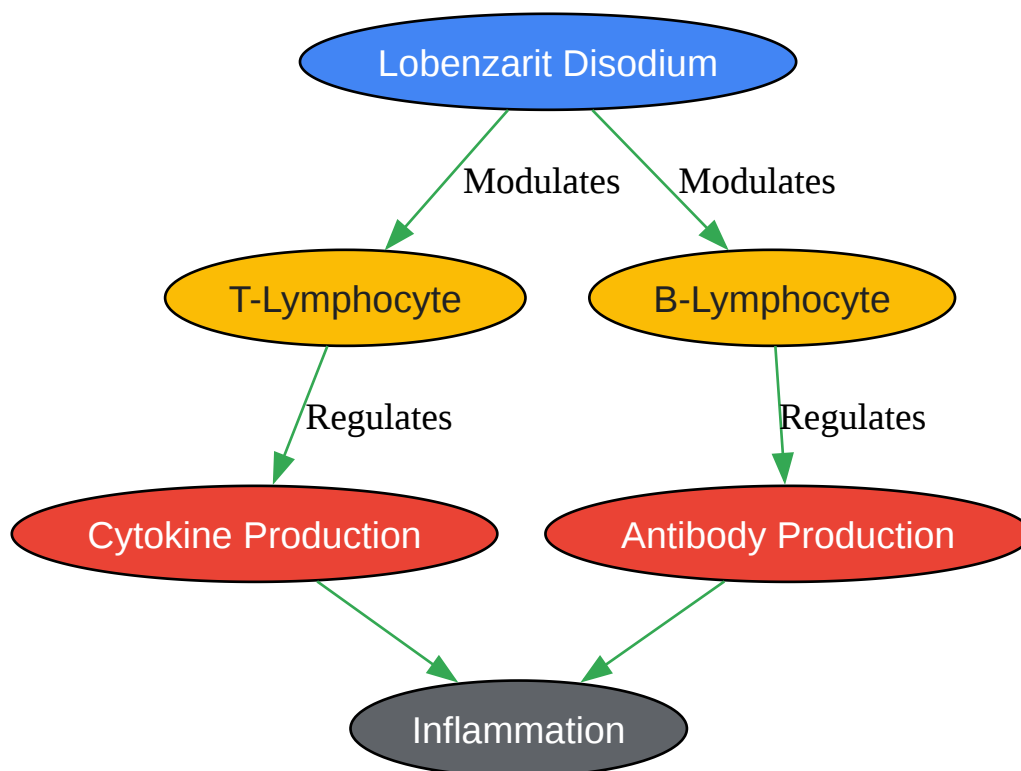 Lobenzarit Disodium
Modulates
Modulates
T-Lymphocyte
B-Lymphocyte
Regulates
Regulates
Cytokine Production
Antibody Production
Inflammation